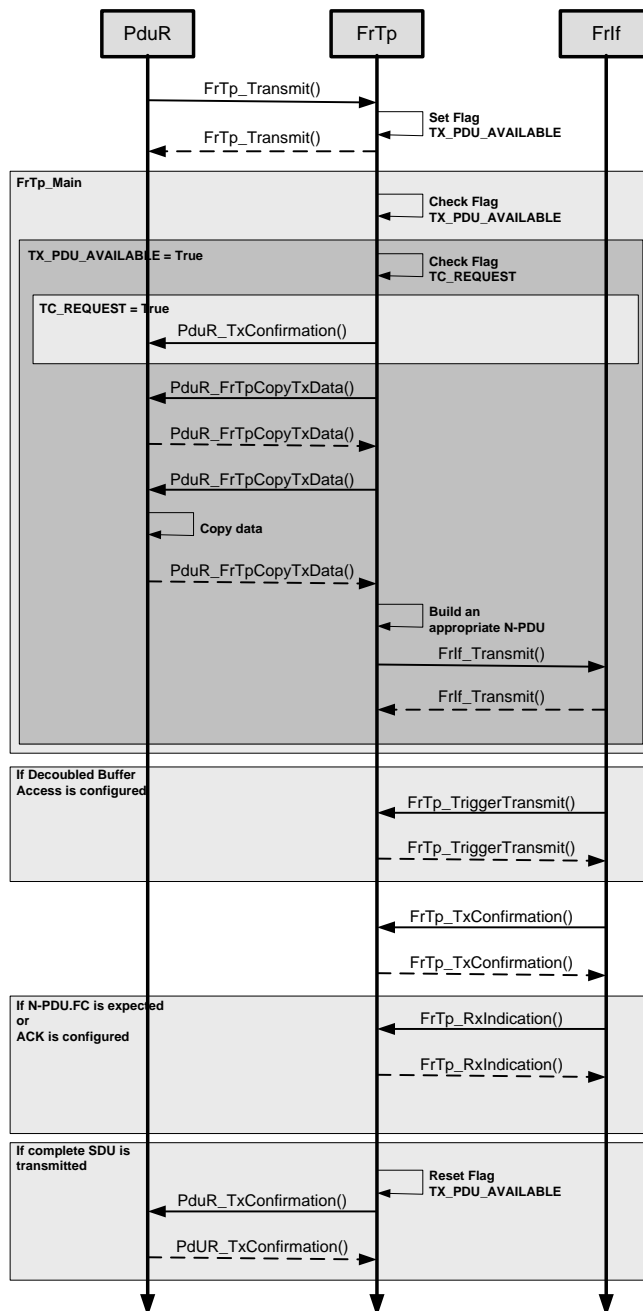 PduR
FrTp
FrIf
FrTp_Transmit()
Set Flag
TX_PDU_AVAILABLE
FrTp_Transmit()
FrTp_Main
Check Flag
TX_PDU_AVAILABLE
TX_PDU_AVAILABLE = True
Check Flag
TC_REQUEST
TC_REQUEST = True
PduR_TxConfirmation()
PduR_FrTpCopyTxData()
PduR_FrTpCopyTxData()
PduR_FrTpCopyTxData()
Copy data
PduR_FrTpCopyTxData()
Build an
appropriate N-PDU
FrIf_Transmit()
FrIf_Transmit()
If Decoubled Buffer
Access is configured
FrTp_TriggerTransmit()
FrTp_TriggerTransmit()
FrTp_TxConfirmation()
FrTp_TxConfirmation()
If N-PDU.FC is expected
or
ACK is configured
FrTp_RxIndication()
FrTp_RxIndication()
If complete SDU is
transmitted
Reset Flag
TX_PDU_AVAILABLE
PduR_TxConfirmation()
PdUR_TxConfirmation()